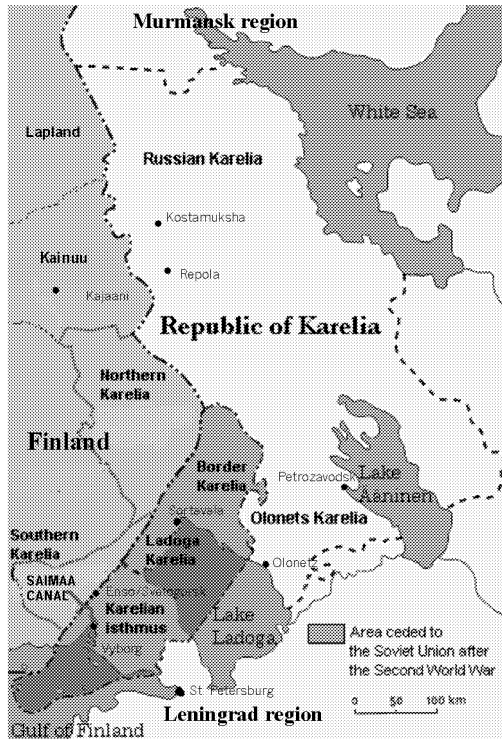 Murmansk region
White Sea
Lapland
Russian Karelia
Kostamuksha
Kainuu
Repola
Kajaani
Republic of Karelia
Northern
Karelia
Finland
Border
Karelia
Petrozavodsk
Lake
Aaninen
Sortavala
Olonets Karelia
Southern
Karelia
Ladoga
Karelia
Olonetz
SAIMAA
CANAL
Enso/Svetogorsk
Karelian
Isthmus
Lake
Ladoga
Vyborg
Area ceded to
the Soviet Union after
the Second World War
St. Petersburg
0 50 100 km
Leningrad region
Gulf of Finland